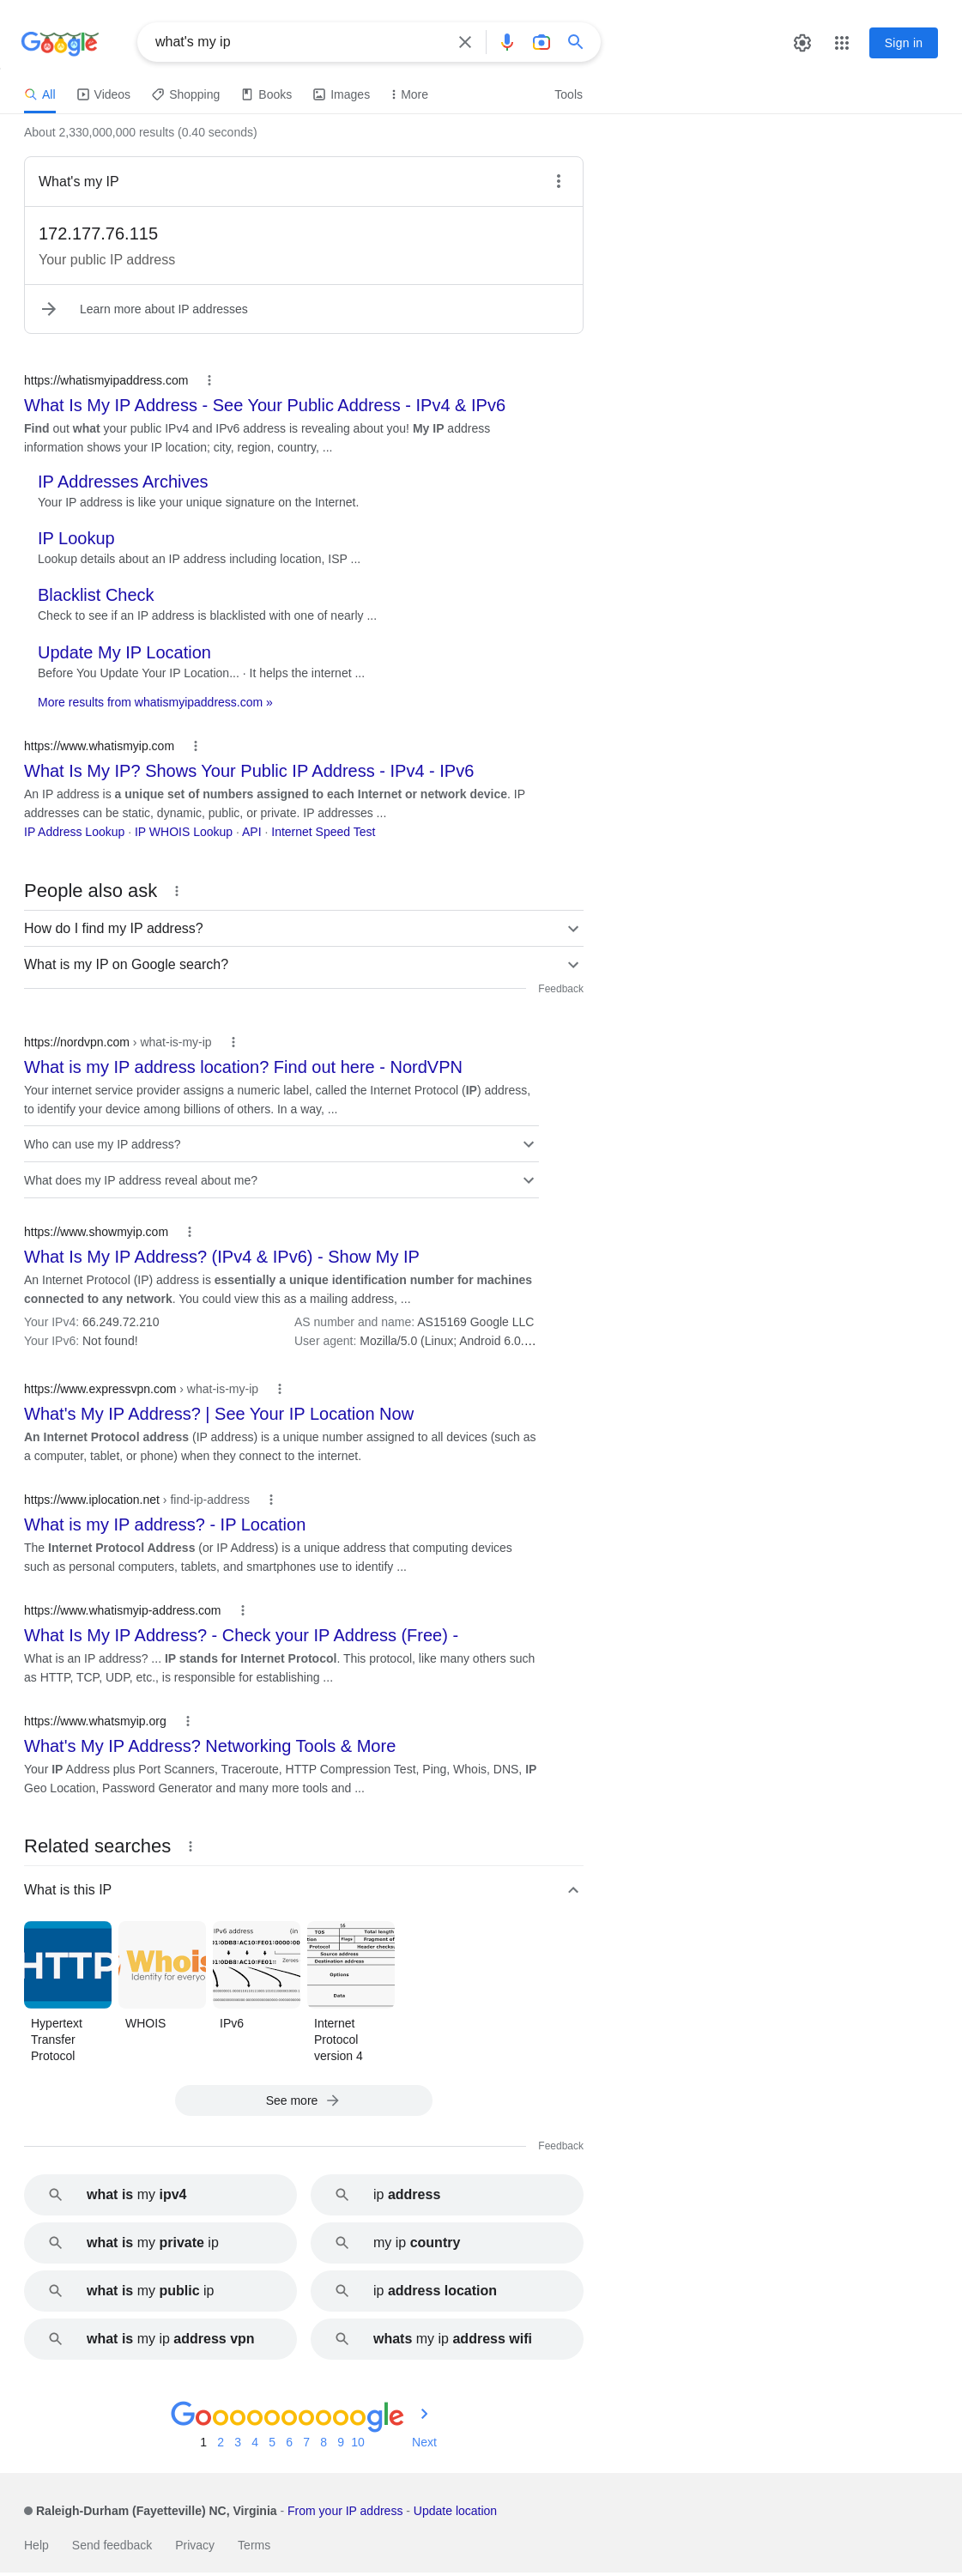 Google
what's my ip
Sign in
All Videos Shopping Books Images More Tools
About 2,330,000,000 results (0.40 seconds)
What's my IP
172.177.76.115
Your public IP address
Learn more about IP addresses
https://whatismyipaddress.com
What Is My IP Address - See Your Public Address - IPv4 & IPv6
Find out what your public IPv4 and IPv6 address is revealing about you! My IP address
information shows your IP location; city, region, country, ...
IP Addresses Archives
Your IP address is like your unique signature on the Internet.
IP Lookup
Lookup details about an IP address including location, ISP ...
Blacklist Check
Check to see if an IP address is blacklisted with one of nearly ...
Update My IP Location
Before You Update Your IP Location... · It helps the internet ...
More results from whatismyipaddress.com »
https://www.whatismyip.com
What Is My IP? Shows Your Public IP Address - IPv4 - IPv6
An IP address is a unique set of numbers assigned to each Internet or network device. IP
addresses can be static, dynamic, public, or private. IP addresses ...
IP Address Lookup · IP WHOIS Lookup · API · Internet Speed Test
People also ask
How do I find my IP address?
What is my IP on Google search?
Feedback
https://nordvpn.com › what-is-my-ip
What is my IP address location? Find out here - NordVPN
Your internet service provider assigns a numeric label, called the Internet Protocol (IP) address,
to identify your device among billions of others. In a way, ...
Who can use my IP address?
What does my IP address reveal about me?
https://www.showmyip.com
What Is My IP Address? (IPv4 & IPv6) - Show My IP
An Internet Protocol (IP) address is essentially a unique identification number for machines
connected to any network. You could view this as a mailing address, ...
Your IPv4: 66.249.72.210 AS number and name: AS15169 Google LLC
Your IPv6: Not found! User agent: Mozilla/5.0 (Linux; Android 6.0....
https://www.expressvpn.com › what-is-my-ip
What's My IP Address? | See Your IP Location Now
An Internet Protocol address (IP address) is a unique number assigned to all devices (such as
a computer, tablet, or phone) when they connect to the internet.
https://www.iplocation.net › find-ip-address
What is my IP address? - IP Location
The Internet Protocol Address (or IP Address) is a unique address that computing devices
such as personal computers, tablets, and smartphones use to identify ...
https://www.whatismyip-address.com
What Is My IP Address? - Check your IP Address (Free) -
What is an IP address? ... IP stands for Internet Protocol. This protocol, like many others such
as HTTP, TCP, UDP, etc., is responsible for establishing ...
https://www.whatsmyip.org
What's My IP Address? Networking Tools & More
Your IP Address plus Port Scanners, Traceroute, HTTP Compression Test, Ping, Whois, DNS, IP
Geo Location, Password Generator and many more tools and ...
Related searches
What is this IP
HTTP
Whois
Identity for everyo
IPv6 address (in
Zeroes
16
TOS Total length
Flags Fragment of
Protocol Header checksu
Source address
Destination address
Options
Data
Hypertext
Transfer
Protocol
WHOIS
IPv6
Internet
Protocol
version 4
See more
Feedback
what is my ipv4
ip address
what is my private ip
my ip country
what is my public ip
ip address location
what is my ip address vpn
whats my ip address wifi
Goooooooooogle
1 2 3 4 5 6 7 8 9 10 Next
Raleigh-Durham (Fayetteville) NC, Virginia - From your IP address - Update location
Help Send feedback Privacy Terms